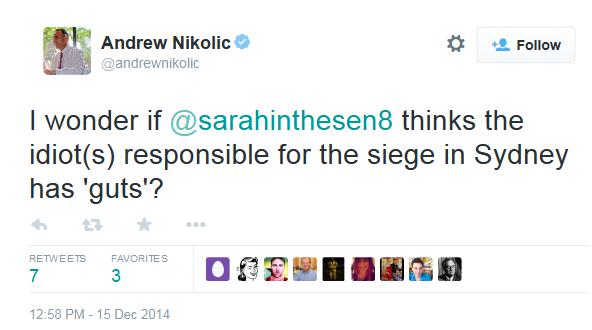 Andrew Nikolic
@andrewnikolic
Follow
I wonder if @sarahinthesen8 thinks the
idiot(s) responsible for the siege in Sydney
has 'guts'?
RETWEETS FAVORITES
7 3
12:58 PM - 15 Dec 2014